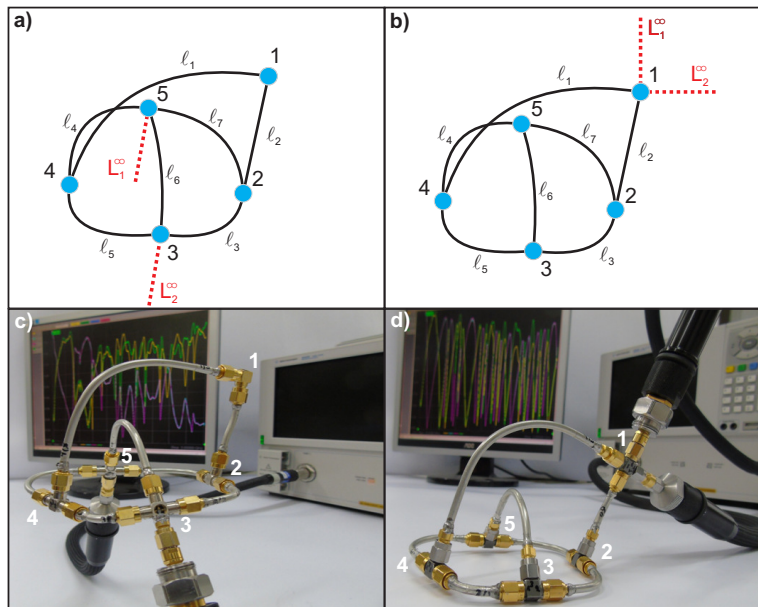 a)
1
ℓ₁
5
ℓ₄
ℓ₇
ℓ₂
4
L₁^∞
ℓ₆
2
ℓ₅
3
ℓ₃
L₂^∞
b)
L₁^∞
1
L₂^∞
ℓ₁
5
ℓ₄
ℓ₇
ℓ₂
4
ℓ₆
2
ℓ₅
3
ℓ₃
c)
1
5
2
4
3
d)
1
5
2
4
3